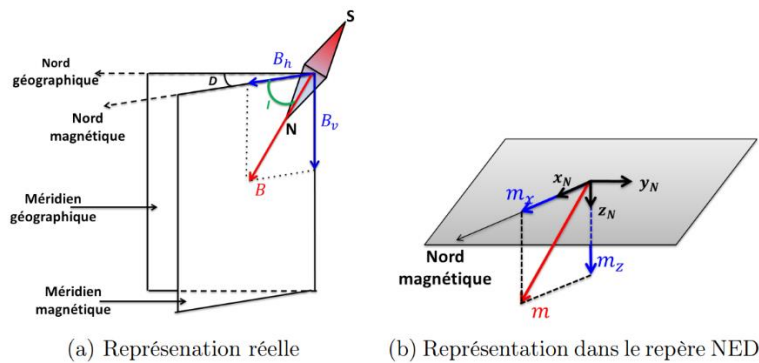 S
Nord
géographique
D
B_h
I
Nord
magnétique
N
B_v
B
Méridien
géographique
Méridien
magnétique
(a) Représenation réelle
x_N
y_N
m_x
z_N
Nord
magnétique
m_z
m
(b) Représentation dans le repère NED